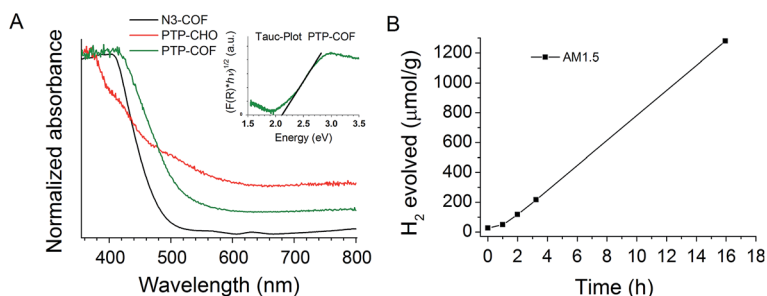 A
N3-COF
PTP-CHO
PTP-COF
Normalized absorbance
400
500
600
700
800
Wavelength (nm)
Tauc-Plot PTP-COF
(F(R)*hν)1/2 (a.u.)
0
1.5
2.0
2.5
3.0
3.5
Energy (eV)
B
AM1.5
H2 evolved (µmol/g)
1200
1000
800
600
400
200
0
0
2
4
6
8
10
12
14
16
18
Time (h)